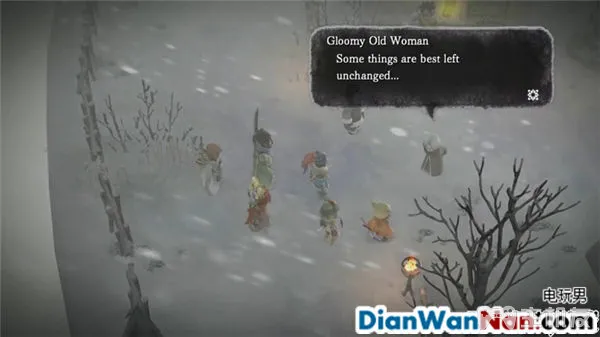 Gloomy Old Woman
Some things are best left
unchanged...
电玩男
DianWanNan.com